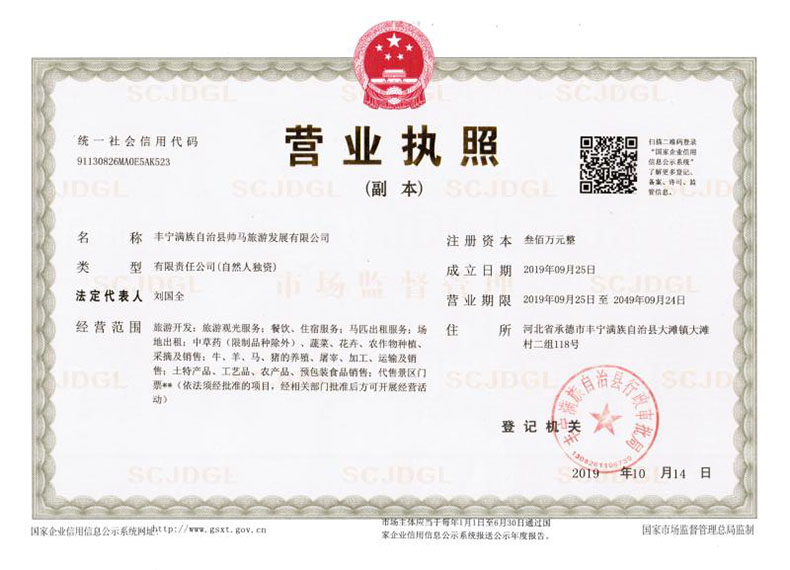 统一社会信用代码
91130826MA0E5AK523
营业执照
(副本)
扫描二维码登录
“国家企业信用
信息公示系统”
了解更多登记、
备案、许可、监
管信息。
名称 丰宁满族自治县帅马旅游发展有限公司
类型 有限责任公司(自然人独资)
法定代表人 刘国全
经营范围 旅游开发；旅游观光服务；餐饮、住宿服务；马匹出租服务；场
地出租；中草药（限制品种除外）、蔬菜、花卉、农作物种植、
采摘及销售；牛、羊、马、猪的养殖、屠宰、加工、运输及销
售；土特产品、工艺品、农产品、预包装食品销售；代售景区门
票**（依法须经批准的项目，经相关部门批准后方可开展经营活
动）
注册资本 叁佰万元整
成立日期 2019年09月25日
营业期限 2019年09月25日 至 2049年09月24日
住所 河北省承德市丰宁满族自治县大滩镇大滩
村二组118号
登记机关
丰宁满族自治县行政审批局
2019 年10 月14 日
SCJDGL
市场监督管理
国家企业信用信息公示系统网址:http://www.gsxt.gov.cn
市场主体应当于每年1月1日至6月30日通过国
家企业信用信息公示系统报送公示年度报告。
国家市场监督管理总局监制